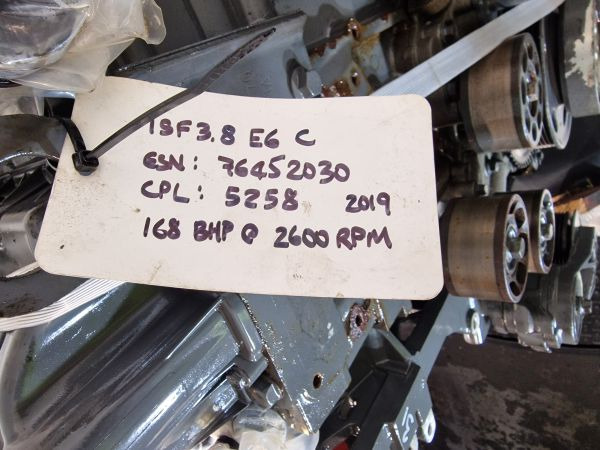 ISF3.8 E6 C
ESN: 76452030
CPL: 5258 2019
168 BHP @ 2600 RPM